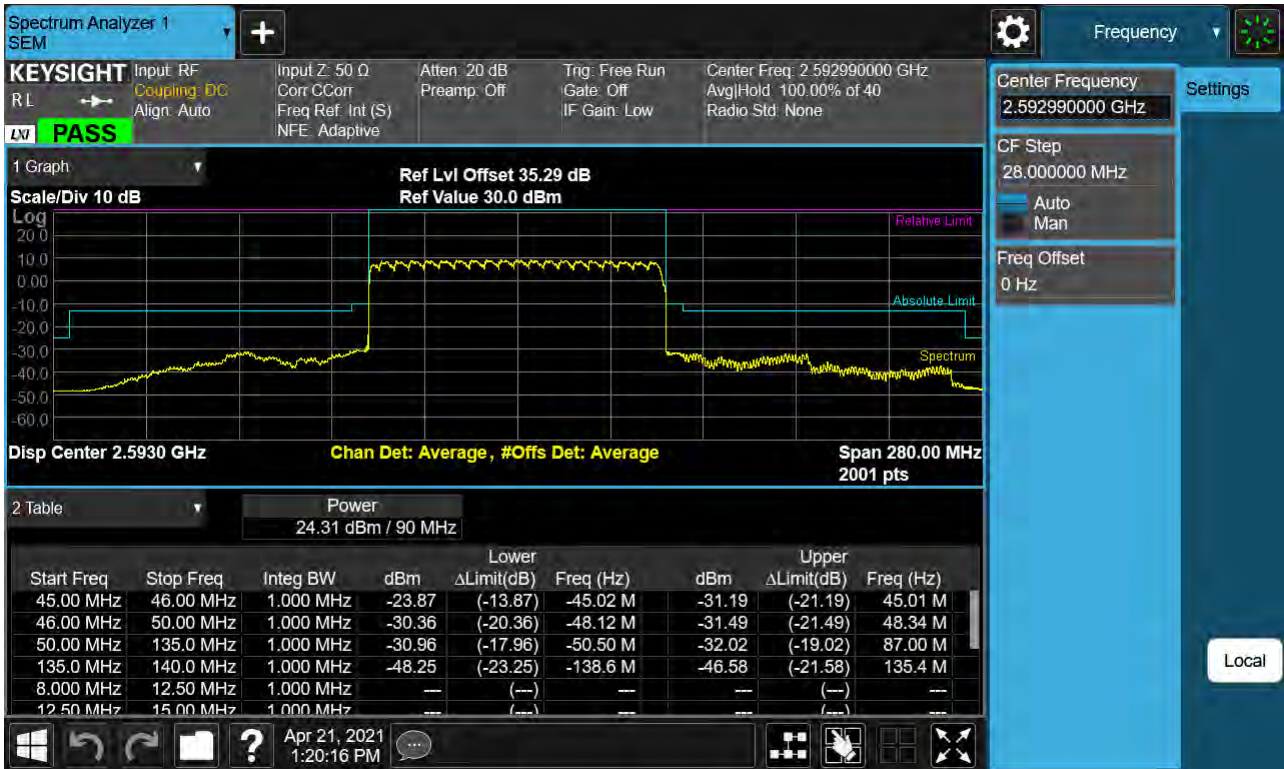 Spectrum Analyzer 1
SEM
Frequency
KEYSIGHT
R L
LXI
PASS
Input: RF
Coupling: DC
Align: Auto
Input Z: 50 Ω
Corr CCorr
Freq Ref: Int (S)
NFE: Adaptive
Atten: 20 dB
Preamp: Off
Trig: Free Run
Gate: Off
IF Gain: Low
Center Freq: 2.592990000 GHz
Avg|Hold: 100.00% of 40
Radio Std: None
Center Frequency
2.592990000 GHz
Settings
CF Step
28.000000 MHz
Auto
Man
Freq Offset
0 Hz
Local
1 Graph
Scale/Div 10 dB
Ref Lvl Offset 35.29 dB
Ref Value 30.0 dBm
Log
20.0
10.0
0.00
-10.0
-20.0
-30.0
-40.0
-50.0
-60.0
Relative Limit
Absolute Limit
Spectrum
Disp Center 2.5930 GHz
Chan Det: Average, #Offs Det: Average
Span 280.00 MHz
2001 pts
2 Table
Power
24.31 dBm / 90 MHz
Lower Upper
Start Freq Stop Freq Integ BW dBm ΔLimit(dB) Freq (Hz) dBm ΔLimit(dB) Freq (Hz)
45.00 MHz 46.00 MHz 1.000 MHz -23.87 (-13.87) -45.02 M -31.19 (-21.19) 45.01 M
46.00 MHz 50.00 MHz 1.000 MHz -30.36 (-20.36) -48.12 M -31.49 (-21.49) 48.34 M
50.00 MHz 135.0 MHz 1.000 MHz -30.96 (-17.96) -50.50 M -32.02 (-19.02) 87.00 M
135.0 MHz 140.0 MHz 1.000 MHz -48.25 (-23.25) -138.6 M -46.58 (-21.58) 135.4 M
8.000 MHz 12.50 MHz 1.000 MHz --- (---) --- --- (---) ---
12.50 MHz 15.00 MHz 1.000 MHz --- (---) --- --- (---) ---
Apr 21, 2021
1:20:16 PM